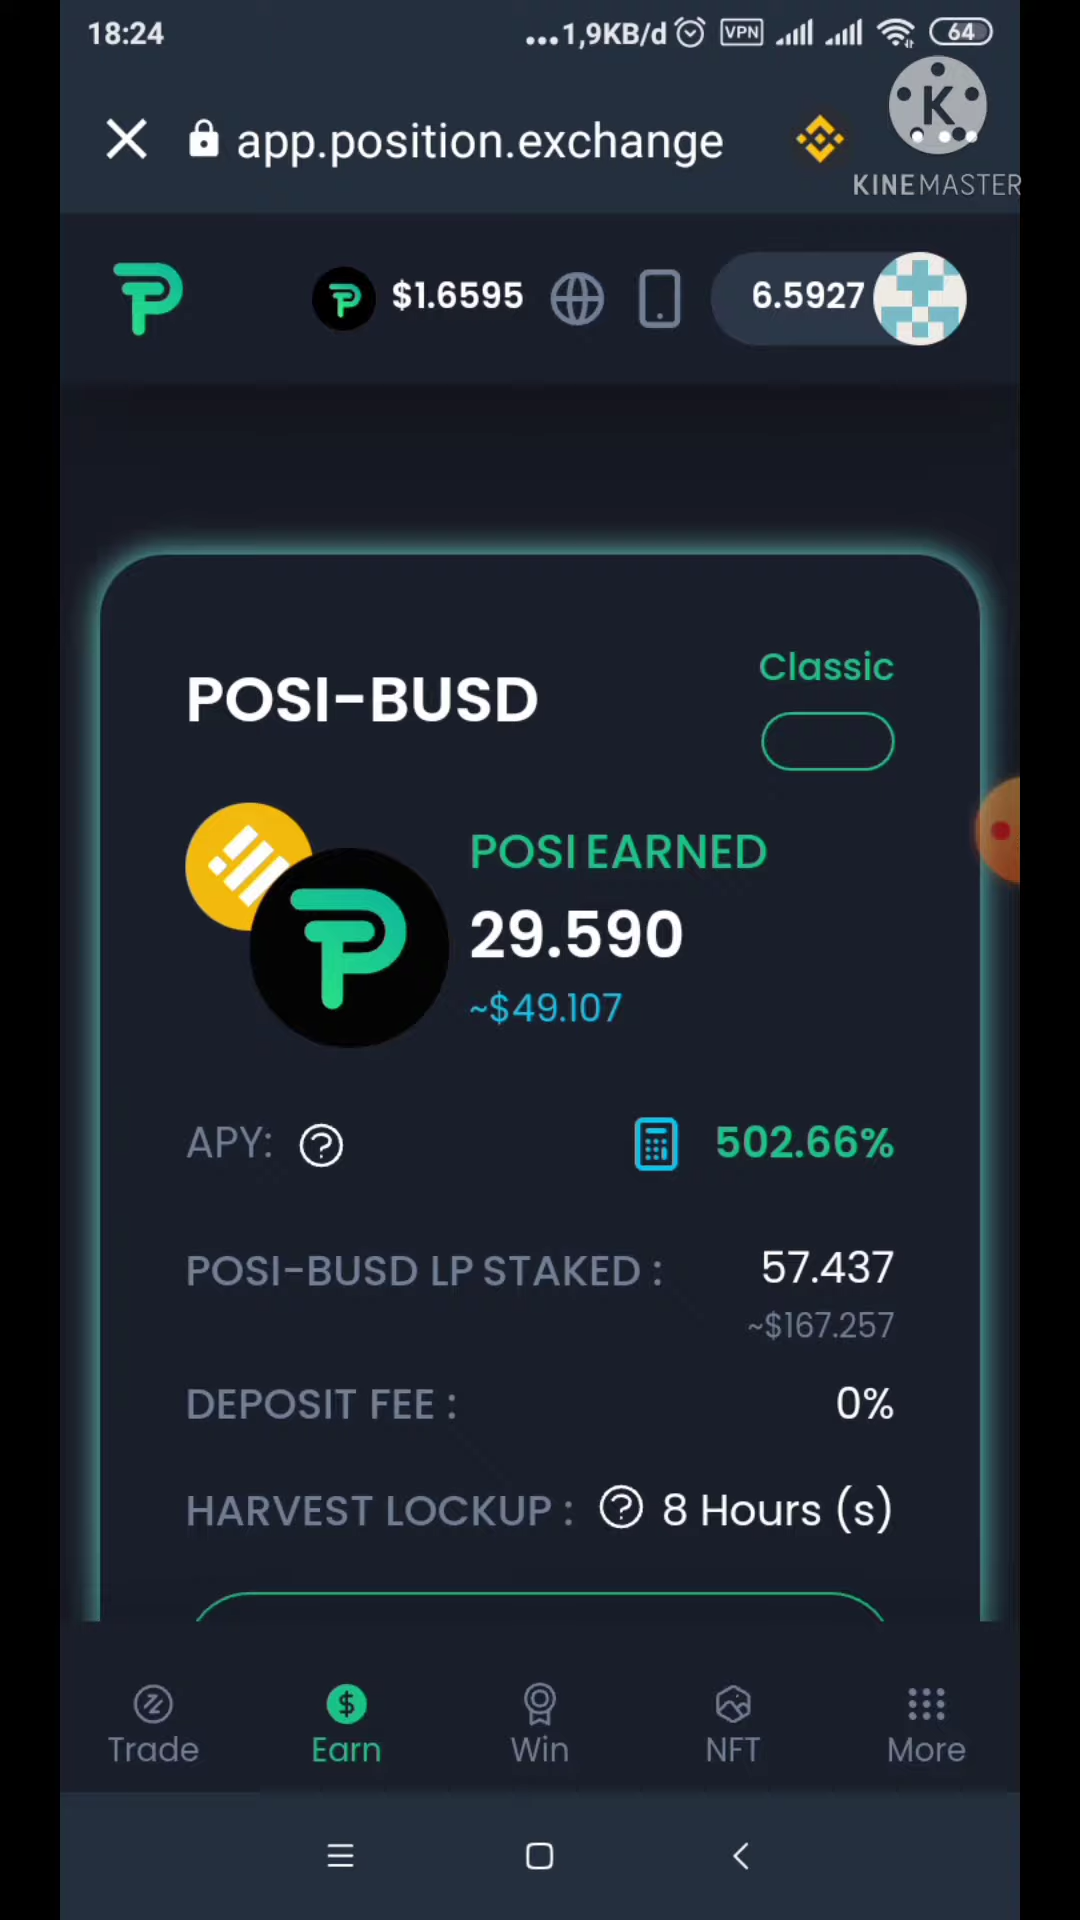 18:24
...1,9KB/d VPN 64
app.position.exchange
K
KINEMASTER
$1.6595
6.5927
POSI-BUSD
Classic
POSI EARNED
29.590
~$49.107
APY: ?
502.66%
POSI-BUSD LP STAKED :
57.437
~$167.257
DEPOSIT FEE :
0%
HARVEST LOCKUP : ? 8 Hours (s)
Trade
Earn
Win
NFT
More